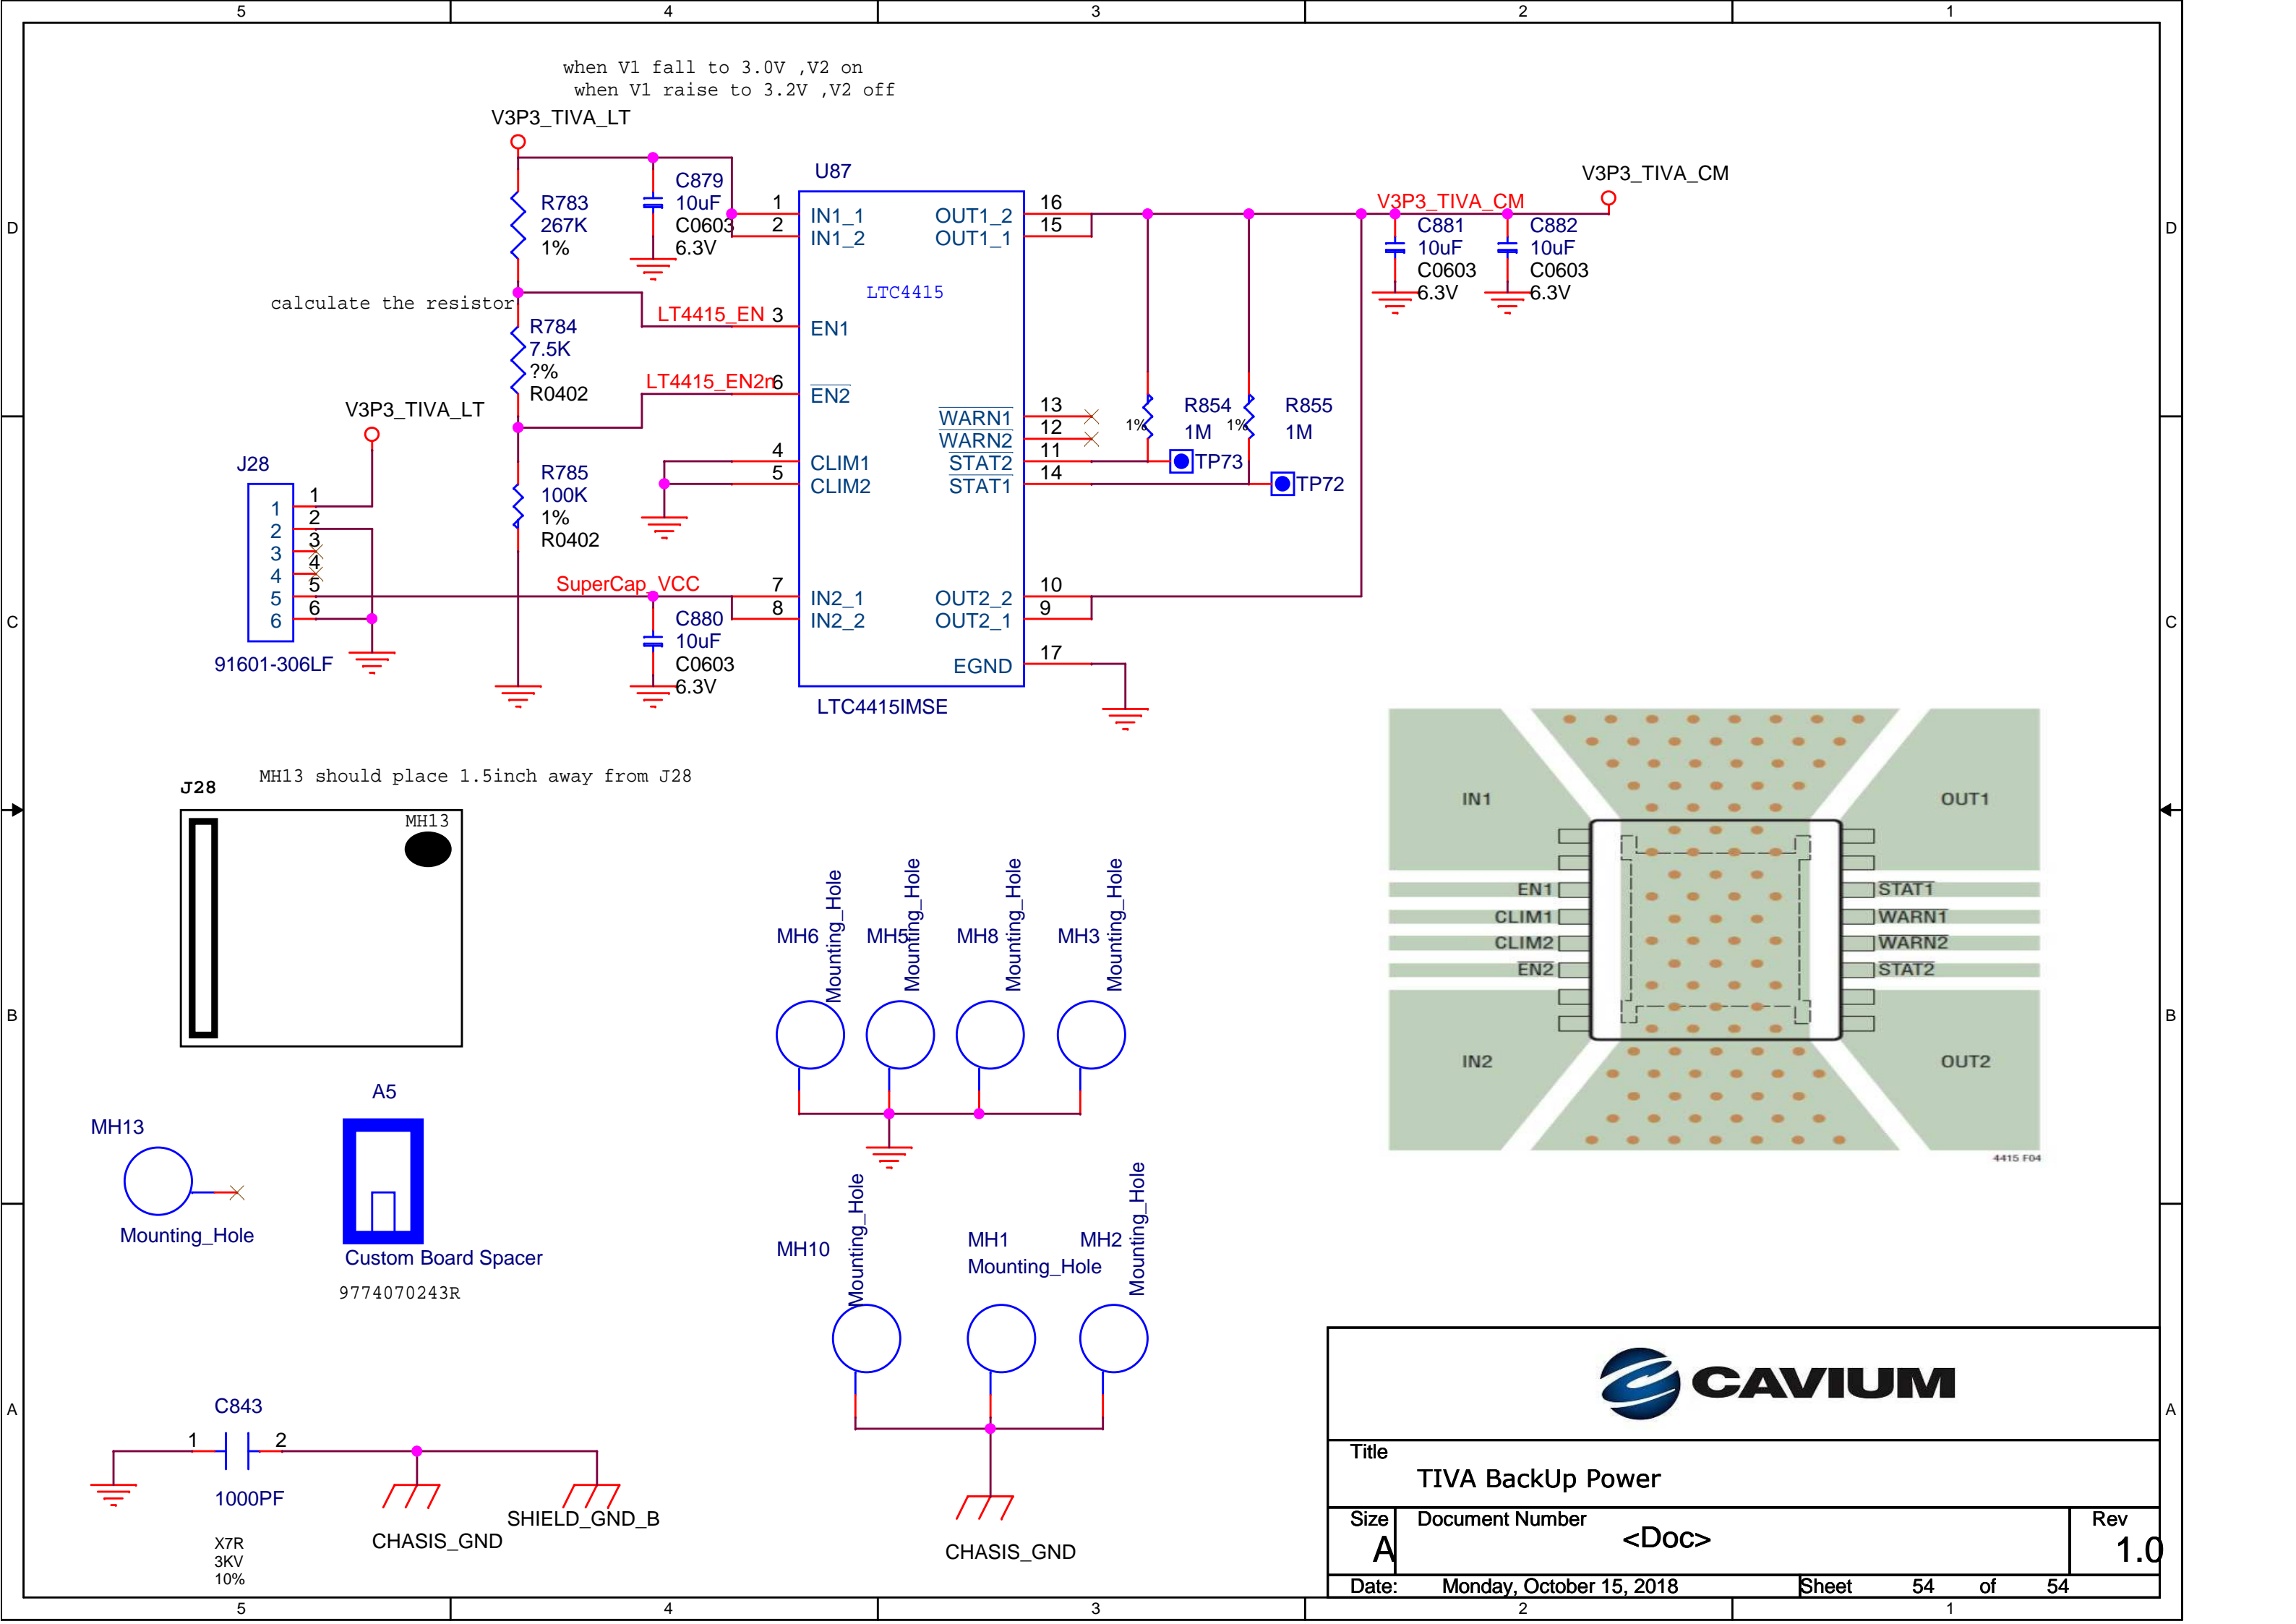 5 4 3 2 1
when V1 fall to 3.0V ,V2 on
when V1 raise to 3.2V ,V2 off
V3P3_TIVA_LT
R783
267K
1%
C879
10uF
C0603
6.3V
calculate the resistor
R784
7.5K
?%
R0402
R785
100K
1%
R0402
LT4415_EN
LT4415_EN2n
SuperCap_VCC
C880
10uF
C0603
6.3V
V3P3_TIVA_LT
J28
1 1
2 2
3 3
4 4
5 5
6 6
91601-306LF
U87
LTC4415
1 IN1_1
2 IN1_2
3 EN1
6 EN2
4 CLIM1
5 CLIM2
7 IN2_1
8 IN2_2
OUT1_2 16
OUT1_1 15
WARN1 13
WARN2 12
STAT2 11
STAT1 14
OUT2_2 10
OUT2_1 9
EGND 17
LTC4415IMSE
1%
R854
1M
1%
R855
1M
TP73
TP72
V3P3_TIVA_CM
V3P3_TIVA_CM
C881
10uF
C0603
6.3V
C882
10uF
C0603
6.3V
MH13 should place 1.5inch away from J28
J28
MH13
A5
MH13
Mounting_Hole
Custom Board Spacer
9774070243R
MH6
Mounting_Hole
MH5
Mounting_Hole
MH8
Mounting_Hole
MH3
Mounting_Hole
MH10
Mounting_Hole
MH1
Mounting_Hole
MH2
Mounting_Hole
CHASIS_GND
C843
1 2
1000PF
X7R
3KV
10%
CHASIS_GND
SHIELD_GND_B
IN1
OUT1
EN1
CLIM1
CLIM2
EN2
STAT1
WARN1
WARN2
STAT2
IN2
OUT2
4415 F04
CAVIUM
Title
TIVA BackUp Power
Size
A
Document Number
<Doc>
Rev
1.0
Date: Monday, October 15, 2018
Sheet 54 of 54
D D
C C
B B
A A
5 4 3 2 1